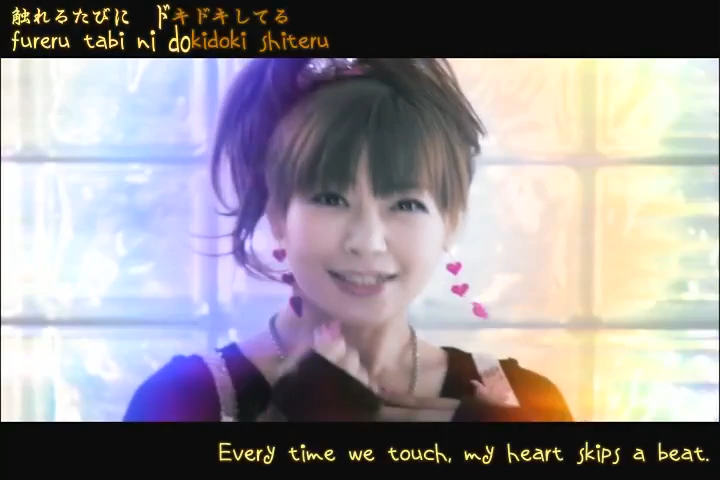 触れるたびに　ドキドキしてる
fureru tabi ni dokidoki shiteru
Every time we touch, my heart skips a beat.